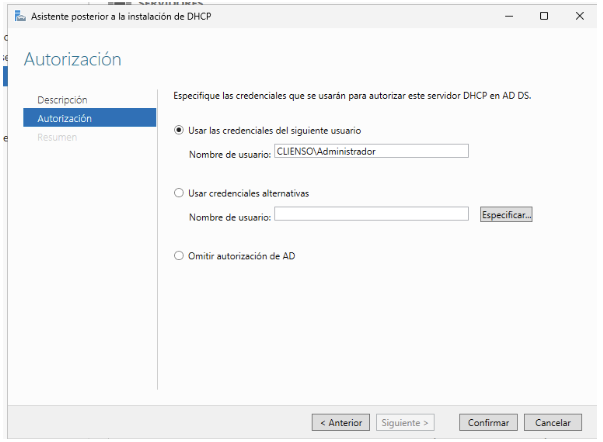 SERVIDORES
Asistente posterior a la instalación de DHCP
Autorización
Descripción
Autorización
Resumen
Especifique las credenciales que se usarán para autorizar este servidor DHCP en AD DS.
Usar las credenciales del siguiente usuario
Nombre de usuario: CLIENSO\Administrador
Usar credenciales alternativas
Nombre de usuario:
Especificar...
Omitir autorización de AD
< Anterior
Siguiente >
Confirmar
Cancelar